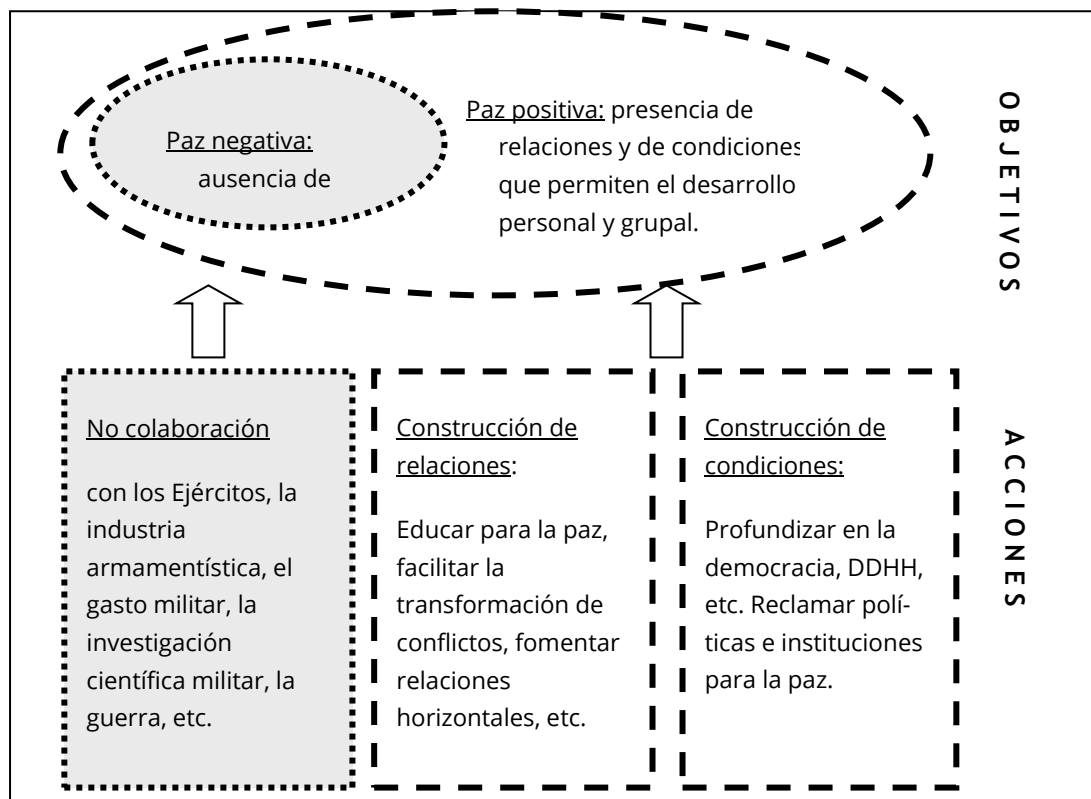 Paz negativa:
ausencia de
Paz positiva: presencia de
relaciones y de condiciones
que permiten el desarrollo
personal y grupal.
OBJETIVOS
No colaboración
con los Ejércitos, la
industria
armamentística, el
gasto militar, la
investigación
científica militar, la
guerra, etc.
Construcción de
relaciones:
Educar para la paz,
facilitar la
transformación de
conflictos, fomentar
relaciones
horizontales, etc.
Construcción de
condiciones:
Profundizar en la
democracia, DDHH,
etc. Reclamar polí-
ticas e instituciones
para la paz.
ACCIONES